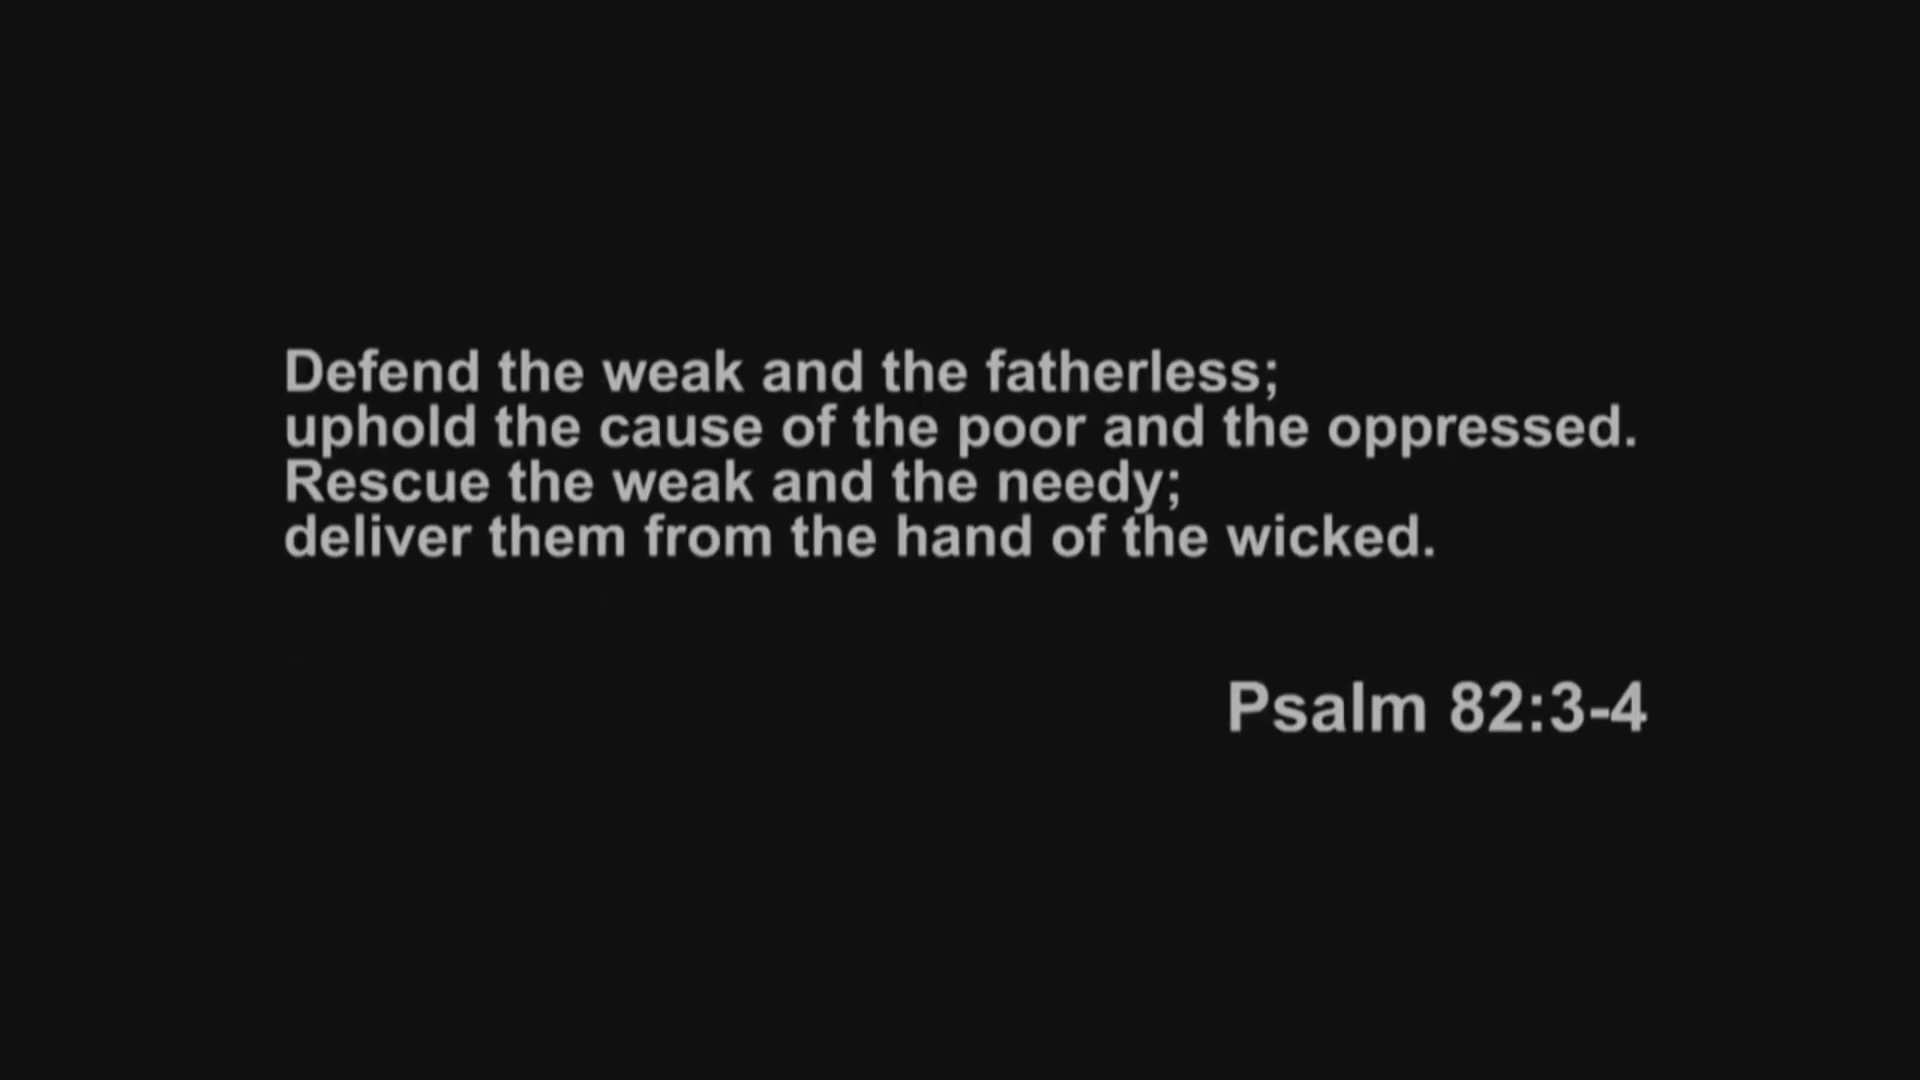 Defend the weak and the fatherless;
uphold the cause of the poor and the oppressed.
Rescue the weak and the needy;
deliver them from the hand of the wicked.
Psalm 82:3-4